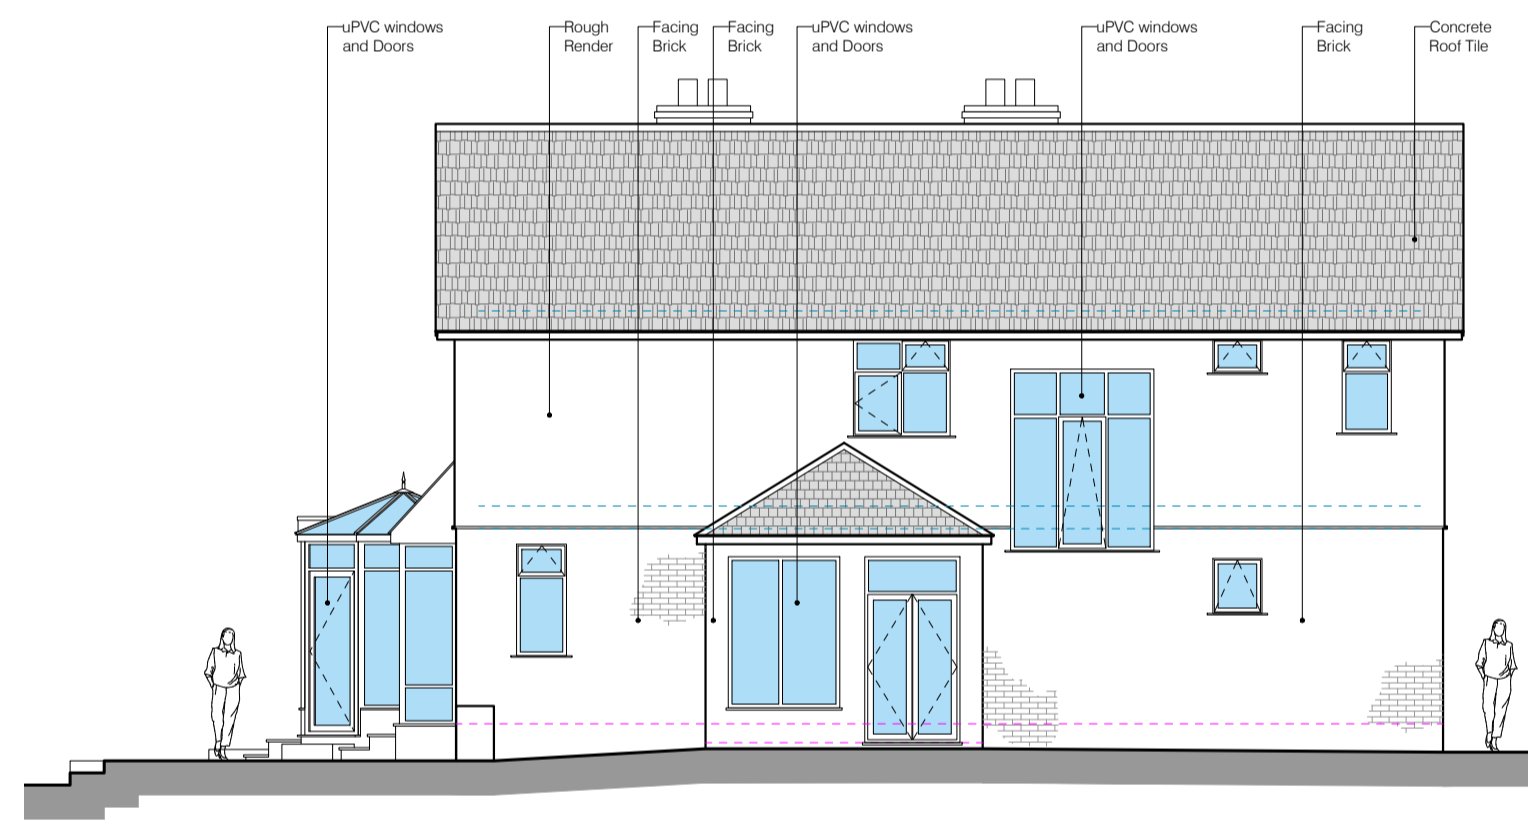 uPVC windows
and Doors
Rough
Render
Facing
Brick
Facing
Brick
uPVC windows
and Doors
uPVC windows
and Doors
Facing
Brick
Concrete
Roof Tile